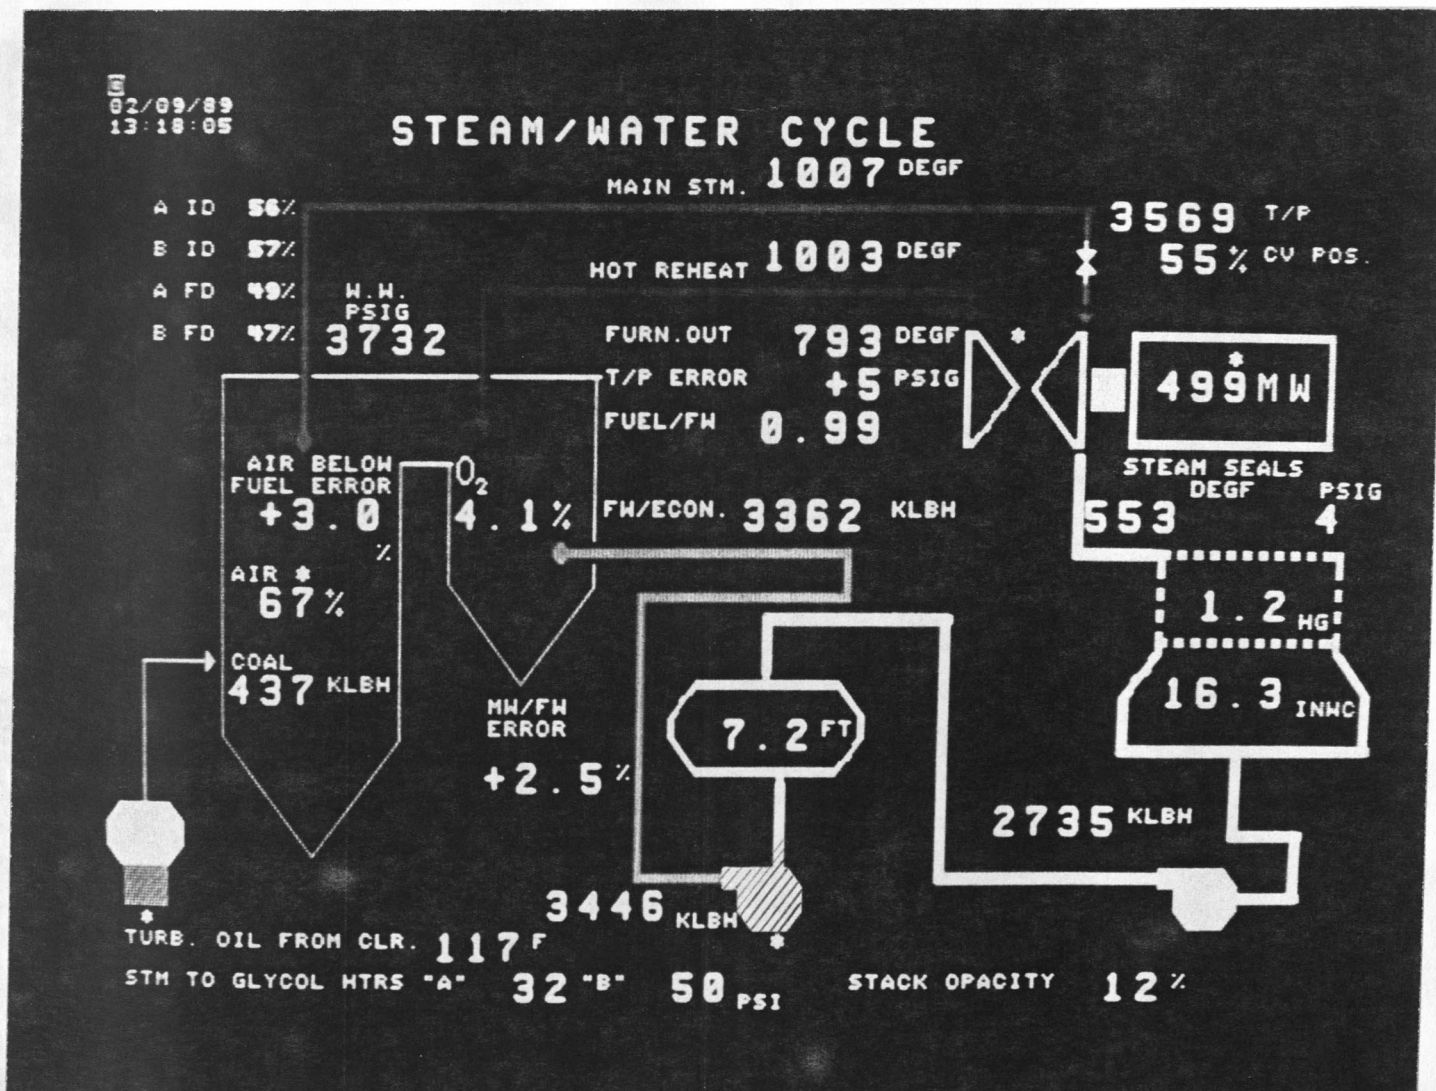 02/09/89
13:18:05
STEAM/WATER CYCLE
MAIN STM. 1007 DEGF
A ID 56%
3569 T/P
B ID 57%
HOT REHEAT 1003 DEGF
55% CV POS.
A FD 49%
W.W.
PSIG
3732
B FD 47%
FURN.OUT 793 DEGF
T/P ERROR +5 PSIG
499MW
FUEL/FW 0.99
AIR BELOW
FUEL ERROR
+3.0
%
O2
4.1%
STEAM SEALS
DEGF PSIG
553 4
FW/ECON. 3362 KLBH
AIR *
67%
1.2 HG
COAL
437 KLBH
16.3 INWC
MW/FW
ERROR
+2.5 %
7.2 FT
2735 KLBH
3446 KLBH
TURB. OIL FROM CLR. 117 F
STM TO GLYCOL HTRS "A" 32 "B" 50 PSI
STACK OPACITY 12 %